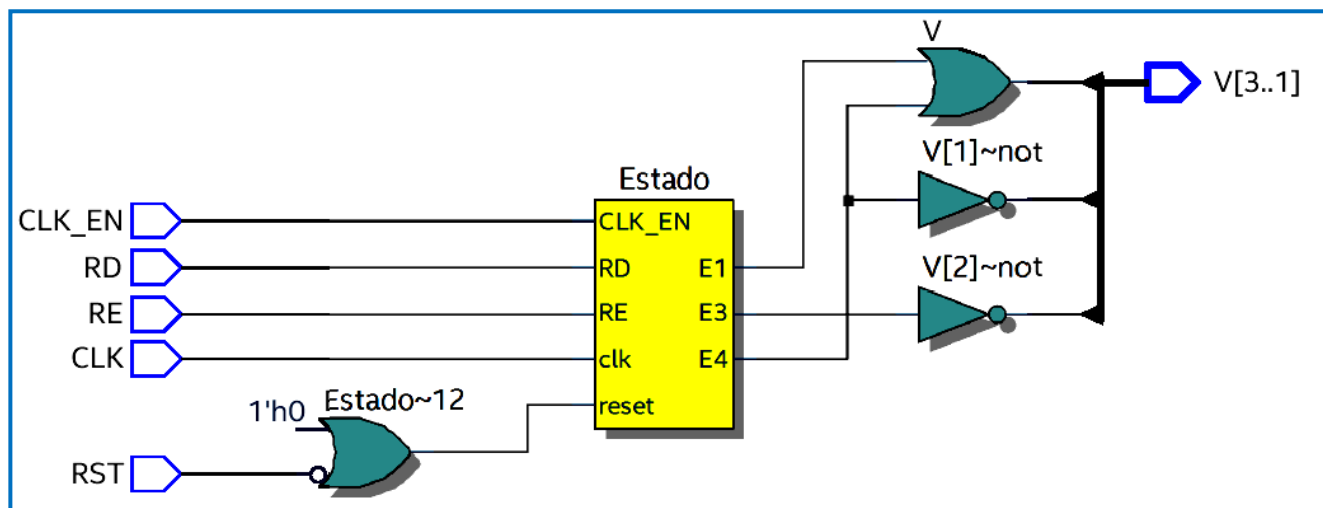 V
V[3..1]
V[1]~not
Estado
CLK_EN
CLK_EN
RD
RD
E1
V[2]~not
RE
RE
E3
CLK
clk
E4
1'h0
Estado~12
reset
RST